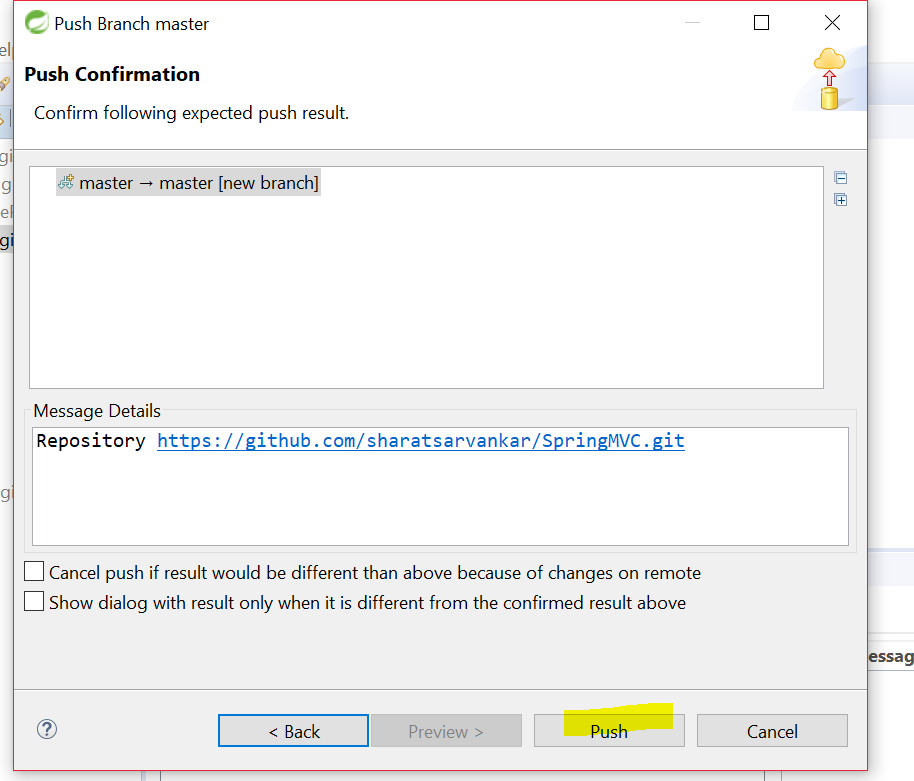 Push Branch master
Push Confirmation
Confirm following expected push result.
master → master [new branch]
Message Details
Repository https://github.com/sharatsarvankar/SpringMVC.git
Cancel push if result would be different than above because of changes on remote
Show dialog with result only when it is different from the confirmed result above
essag
? < Back Preview > Push Cancel